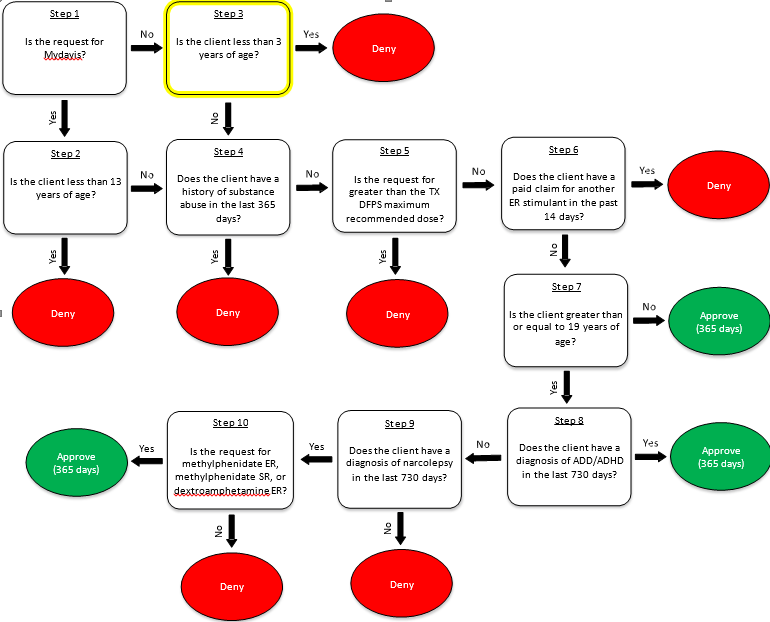 Step 1
Is the request for
Mydayis?
No
Step 3
Is the client less than 3
years of age?
Yes
Deny
Yes
No
Step 2
Is the client less than 13
years of age?
No
Step 4
Does the client have a
history of substance
abuse in the last 365
days?
No
Step 5
Is the request for
greater than the TX
DFPS maximum
recommended dose?
No
Step 6
Does the client have a
paid claim for another
ER stimulant in the past
14 days?
Yes
Deny
Yes
Deny
Yes
Deny
Yes
Deny
No
Step 7
Is the client greater than
or equal to 19 years of
age?
No
Approve
(365 days)
Yes
Step 8
Does the client have a
diagnosis of ADD/ADHD
in the last 730 days?
Yes
Approve
(365 days)
No
Step 9
Does the client have a
diagnosis of narcolepsy
in the last 730 days?
Yes
Step 10
Is the request for
methylphenidate ER,
methylphenidate SR, or
dextroamphetamine ER?
Yes
Approve
(365 days)
No
Deny
No
Deny